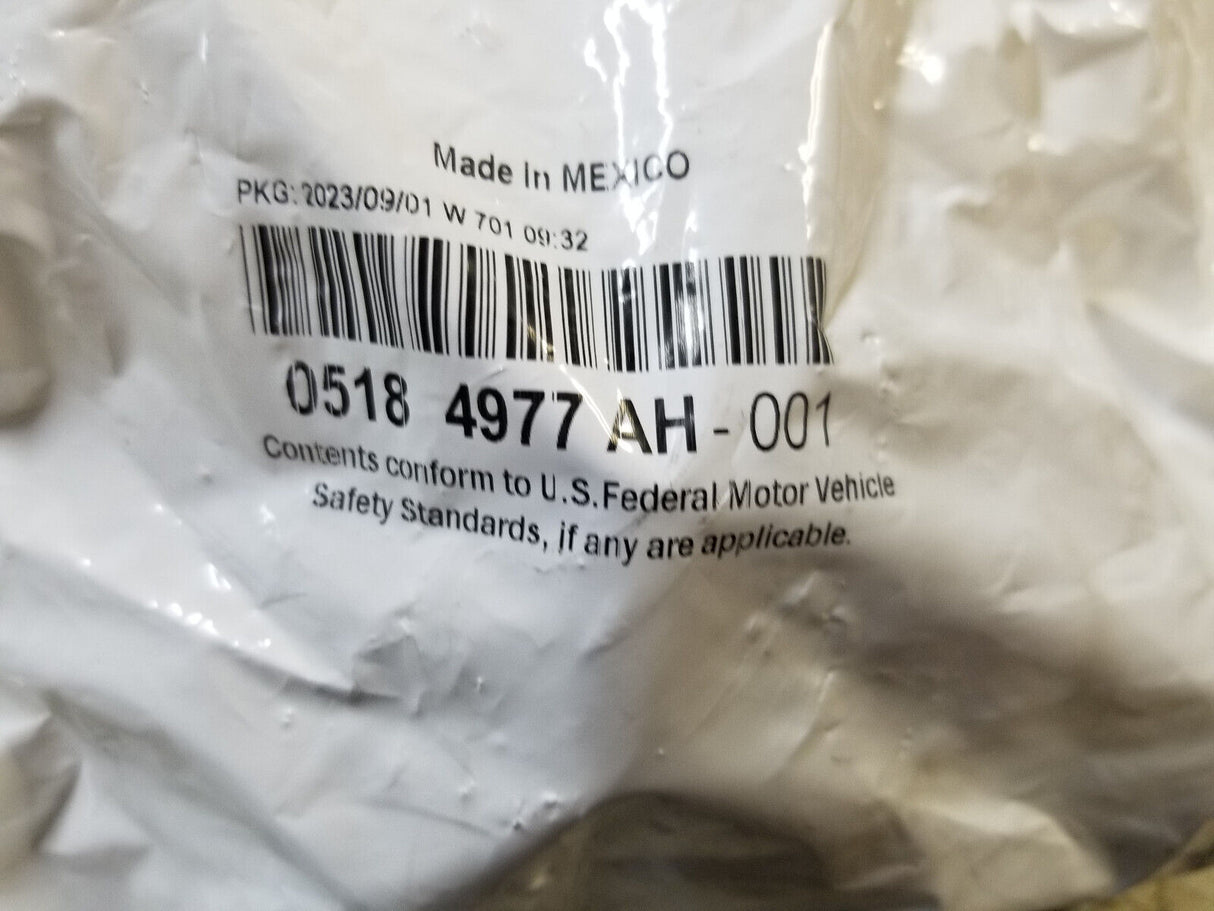 Made in MEXICO
PKG: 2023/09/01 W 701 09:32
0518 4977 AH - 001
Contents conform to U.S.Federal Motor Vehicle
Safety Standards, if any are applicable.